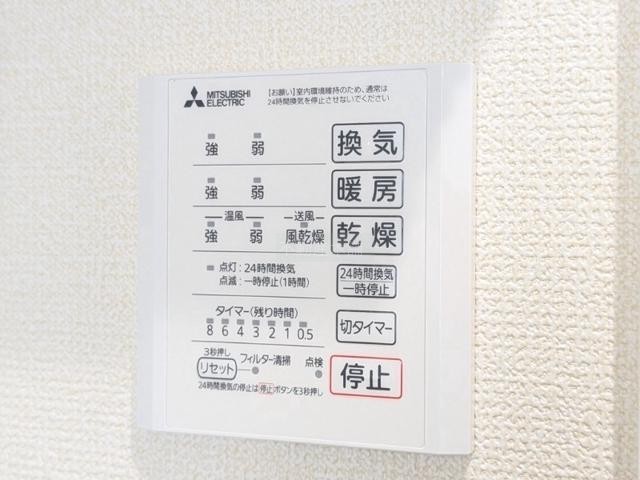 MITSUBISHI
ELECTRIC
【お願い】室内環境維持のため、通常は
24時間換気を停止させないでください
強 弱 換気
強 弱 暖房
温風 送風
強 弱 風乾燥 乾燥
点灯:24時間換気
点滅:一時停止(1時間)
24時間換気
一時停止
タイマー(残り時間)
8 6 4 3 2 1 0.5
切タイマー
3秒押し
リセット フィルター清掃 点検
停止
24時間換気の停止は停止ボタンを3秒押し